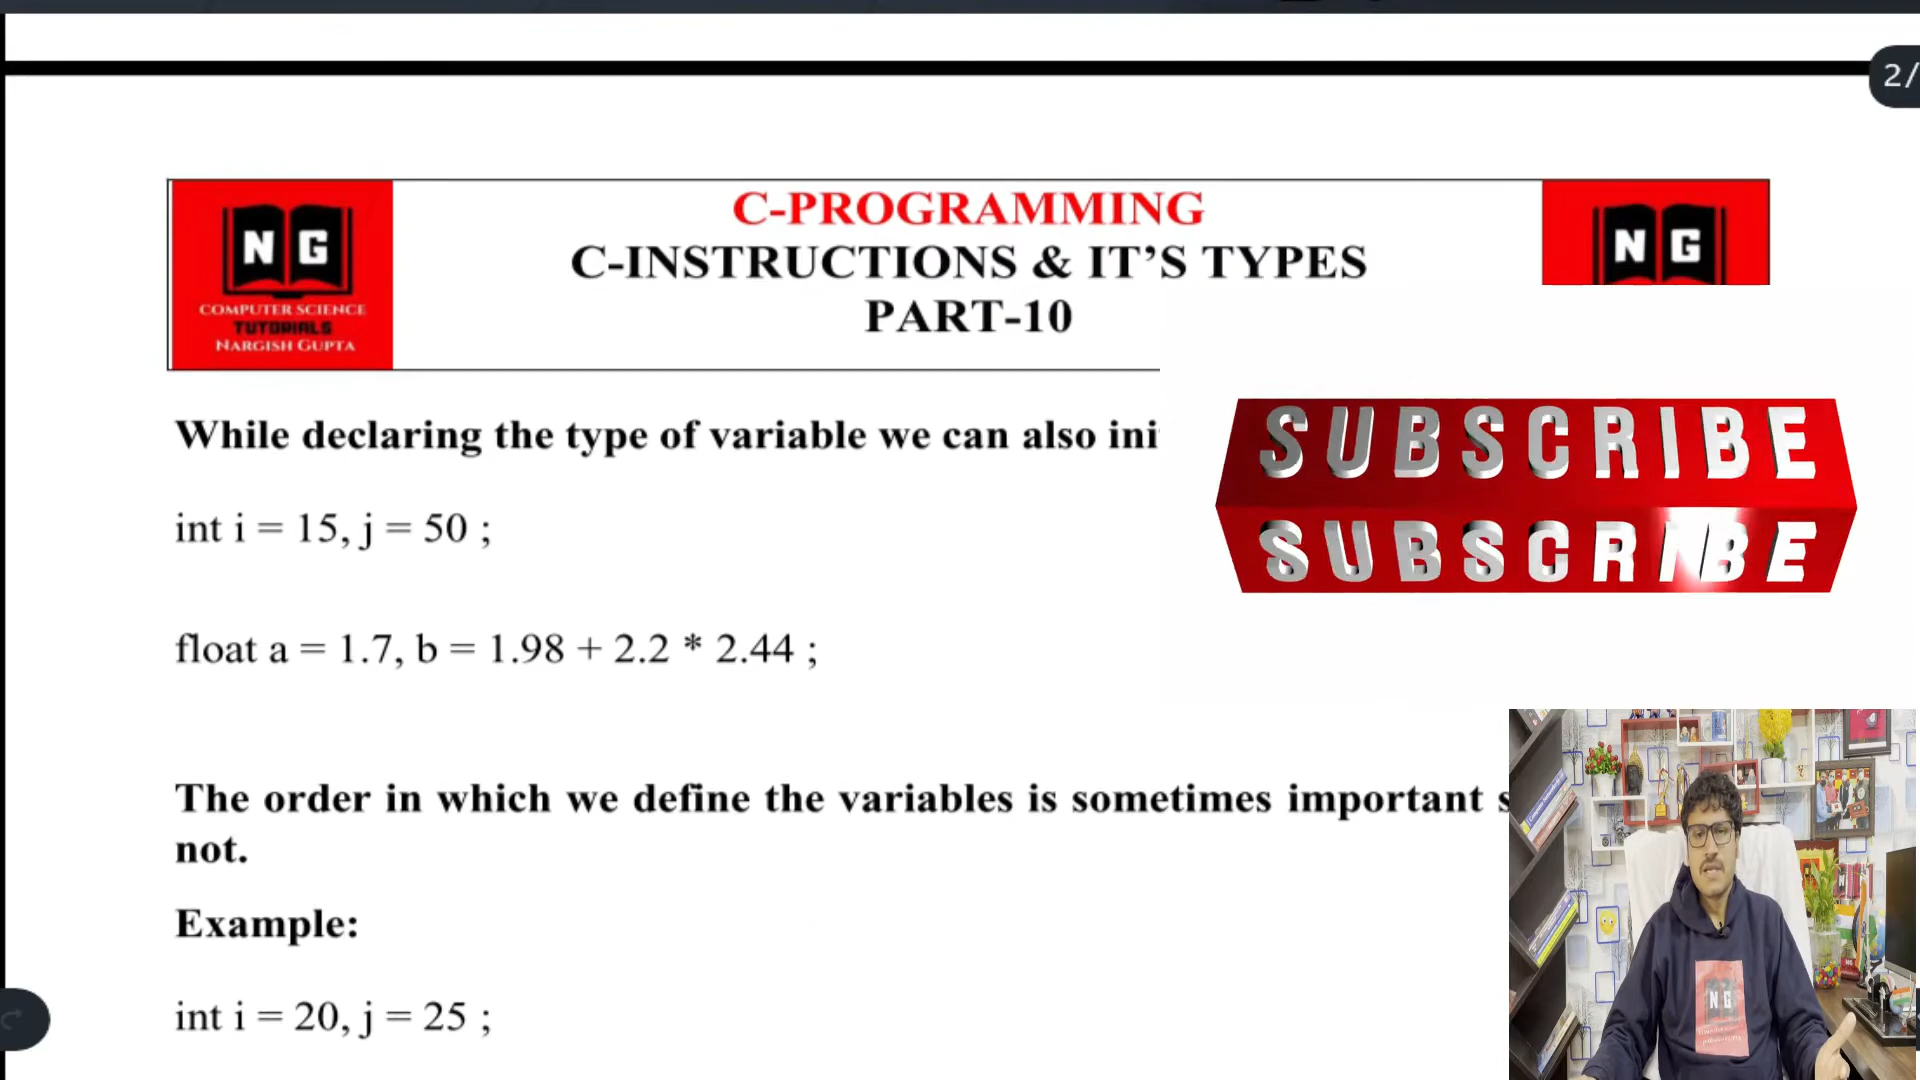 2/
C-PROGRAMMING
C-INSTRUCTIONS & IT’S TYPES
PART-10
N G
COMPUTER SCIENCE
TUTORIALS
NARGISH GUPTA
N G
While declaring the type of variable we can also
SUBSCRIBE
SUBSCRIBE
int i = 15, j = 50 ;
float a = 1.7, b = 1.98 + 2.2 * 2.44 ;
The order in which we define the variables is sometimes important
not.
Example:
int i = 20, j = 25 ;
NG